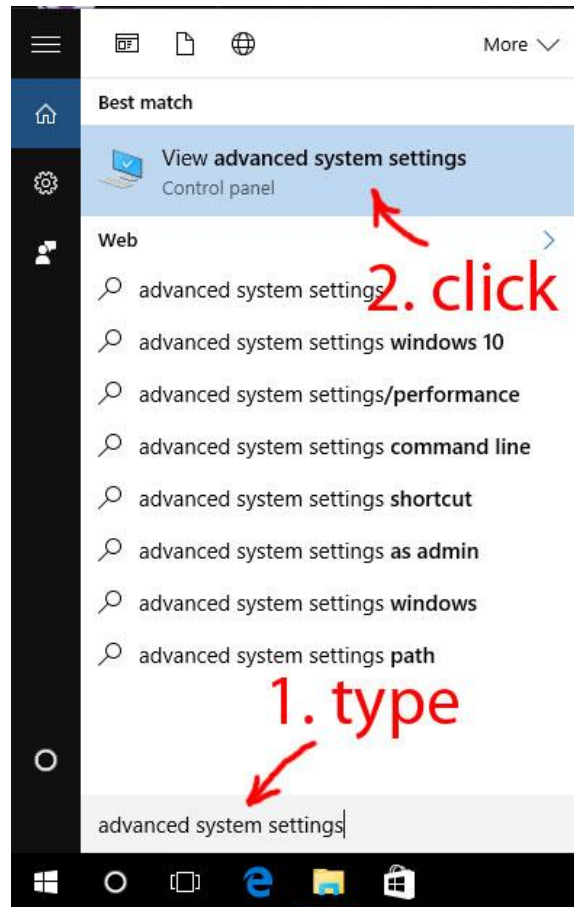 More
Best match
View advanced system settings
Control panel
Web
2. click
advanced system settings
advanced system settings windows 10
advanced system settings/performance
advanced system settings command line
advanced system settings shortcut
advanced system settings as admin
advanced system settings windows
advanced system settings path
1. type
advanced system settings